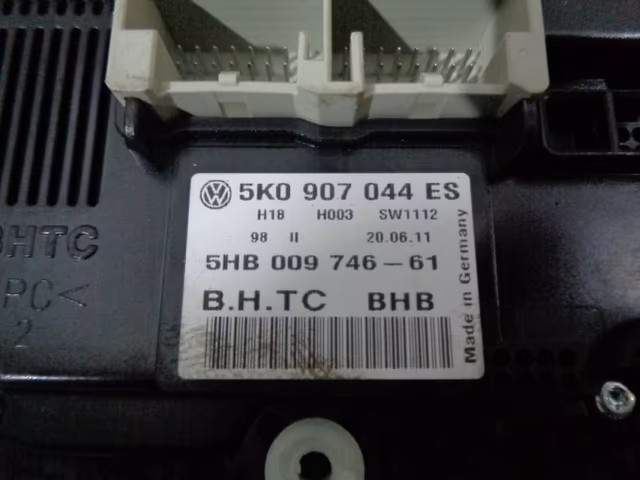 5K0 907 044 ES
H18 H003 SW1112
98 II 20.06.11
5HB 009 746-61
B.H.TC BHB
Made in Germany
BHTC
PC<
2